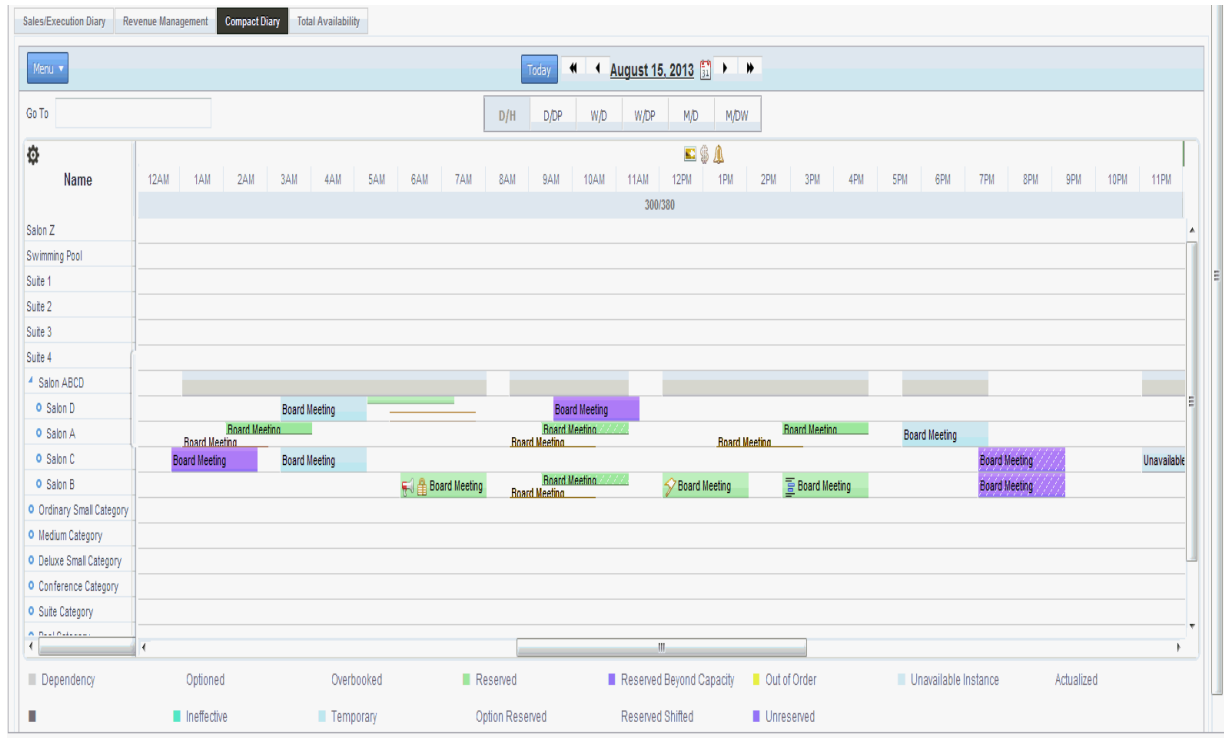 Sales/Execution Diary Revenue Management Compact Diary Total Availability
Menu Today August 15, 2013 31
Go To D/H D/DP W/D W/DP M/D M/DW
Name 12AM 1AM 2AM 3AM 4AM 5AM 6AM 7AM 8AM 9AM 10AM 11AM 12PM 1PM 2PM 3PM 4PM 5PM 6PM 7PM 8PM 9PM 10PM 11PM
300/380
Salon Z
Swimming Pool
Suite 1
Suite 2
Suite 3
Suite 4
Salon ABCD
Salon D Board Meeting Board Meeting
Salon A Board Meeting Board Meeting Board Meeting Board Meeting Board Meeting Board Meeting Board Meeting
Salon C Board Meeting Board Meeting Board Meeting Unavailable
Salon B Board Meeting Board Meeting Board Meeting Board Meeting Board Meeting Board Meeting
Ordinary Small Category
Medium Category
Deluxe Small Category
Conference Category
Suite Category
Dependency Optioned Overbooked Reserved Reserved Beyond Capacity Out of Order Unavailable Instance Actualized
Ineffective Temporary Option Reserved Reserved Shifted Unreserved